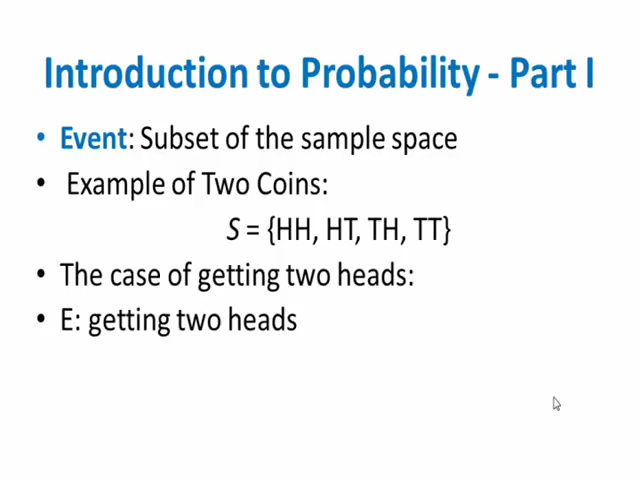 Introduction to Probability - Part I
• Event: Subset of the sample space
• Example of Two Coins:
S = {HH, HT, TH, TT}
• The case of getting two heads:
• E: getting two heads